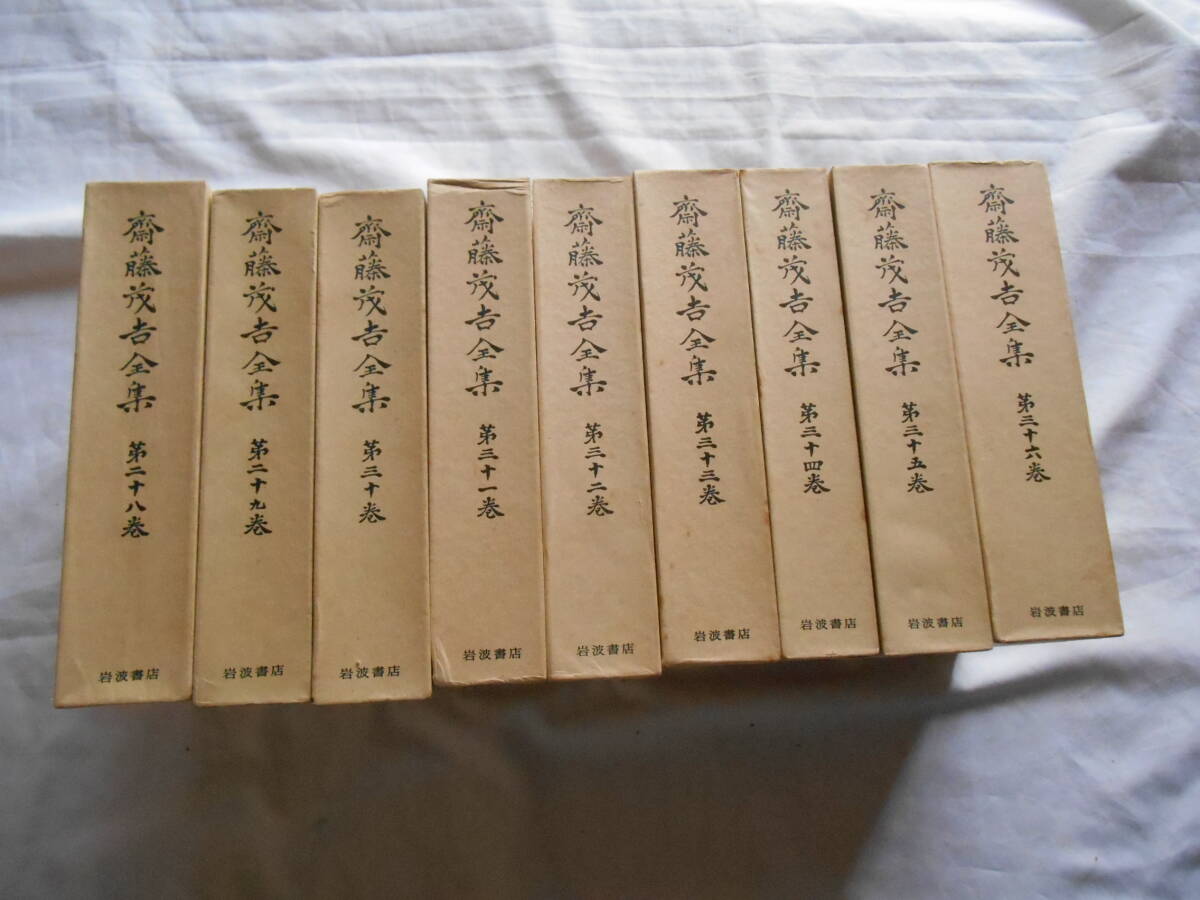 齋藤茂吉全集 第二十八巻
岩波書店
齋藤茂吉全集 第二十九巻
岩波書店
齋藤茂吉全集 第三十巻
岩波書店
齋藤茂吉全集 第三十一巻
岩波書店
齋藤茂吉全集 第三十二巻
岩波書店
齋藤茂吉全集 第三十三巻
岩波書店
齋藤茂吉全集 第三十四巻
岩波書店
齋藤茂吉全集 第三十五巻
岩波書店
齋藤茂吉全集 第三十六巻
岩波書店